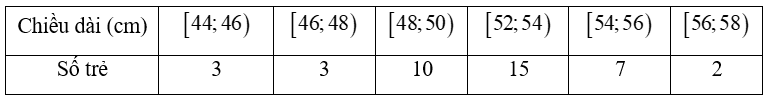 Chiều dài (cm) [44; 46) [46; 48) [48; 50) [52; 54) [54; 56) [56; 58)
Số trẻ 3 3 10 15 7 2